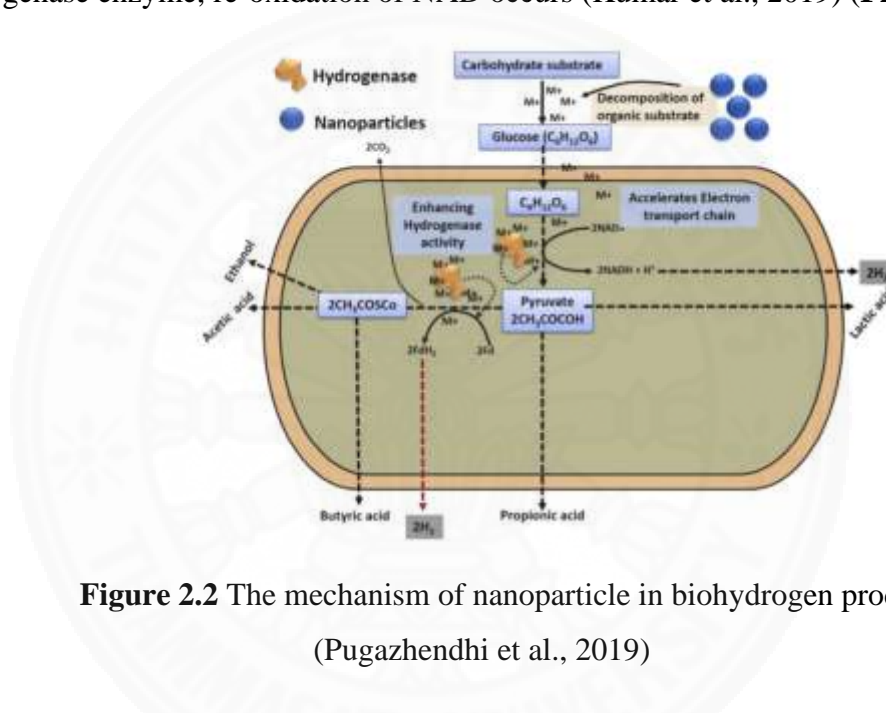 genase enzyme, re-oxidation of NAD occurs (Kumar et al., 2019) (
Hydrogenase
Nanoparticles
Carbohydrate substrate
M+
M+
M+
M+
Decomposition of
organic substrate
Glucose (C₆H₁₂O₆)
2CO₂
M+
M+
C₆H₁₂O₆
M+
Accelerates Electron
transport chain
Enhancing
Hydrogenase
activity
M+
M+
M+
M+
M+
2NAD+
2NADH + H⁺
2H₂
M+
M+
M+
M+
M+
M+
Ethanol
Acetic acid
2CH₃COSCo
Pyruvate
2CH₃COCOH
Lactic acid
2FdH₂
2Fd
Butyric acid
2H₂
Propionic acid
Figure 2.2 The mechanism of nanoparticle in biohydrogen proc
(Pugazhendhi et al., 2019)